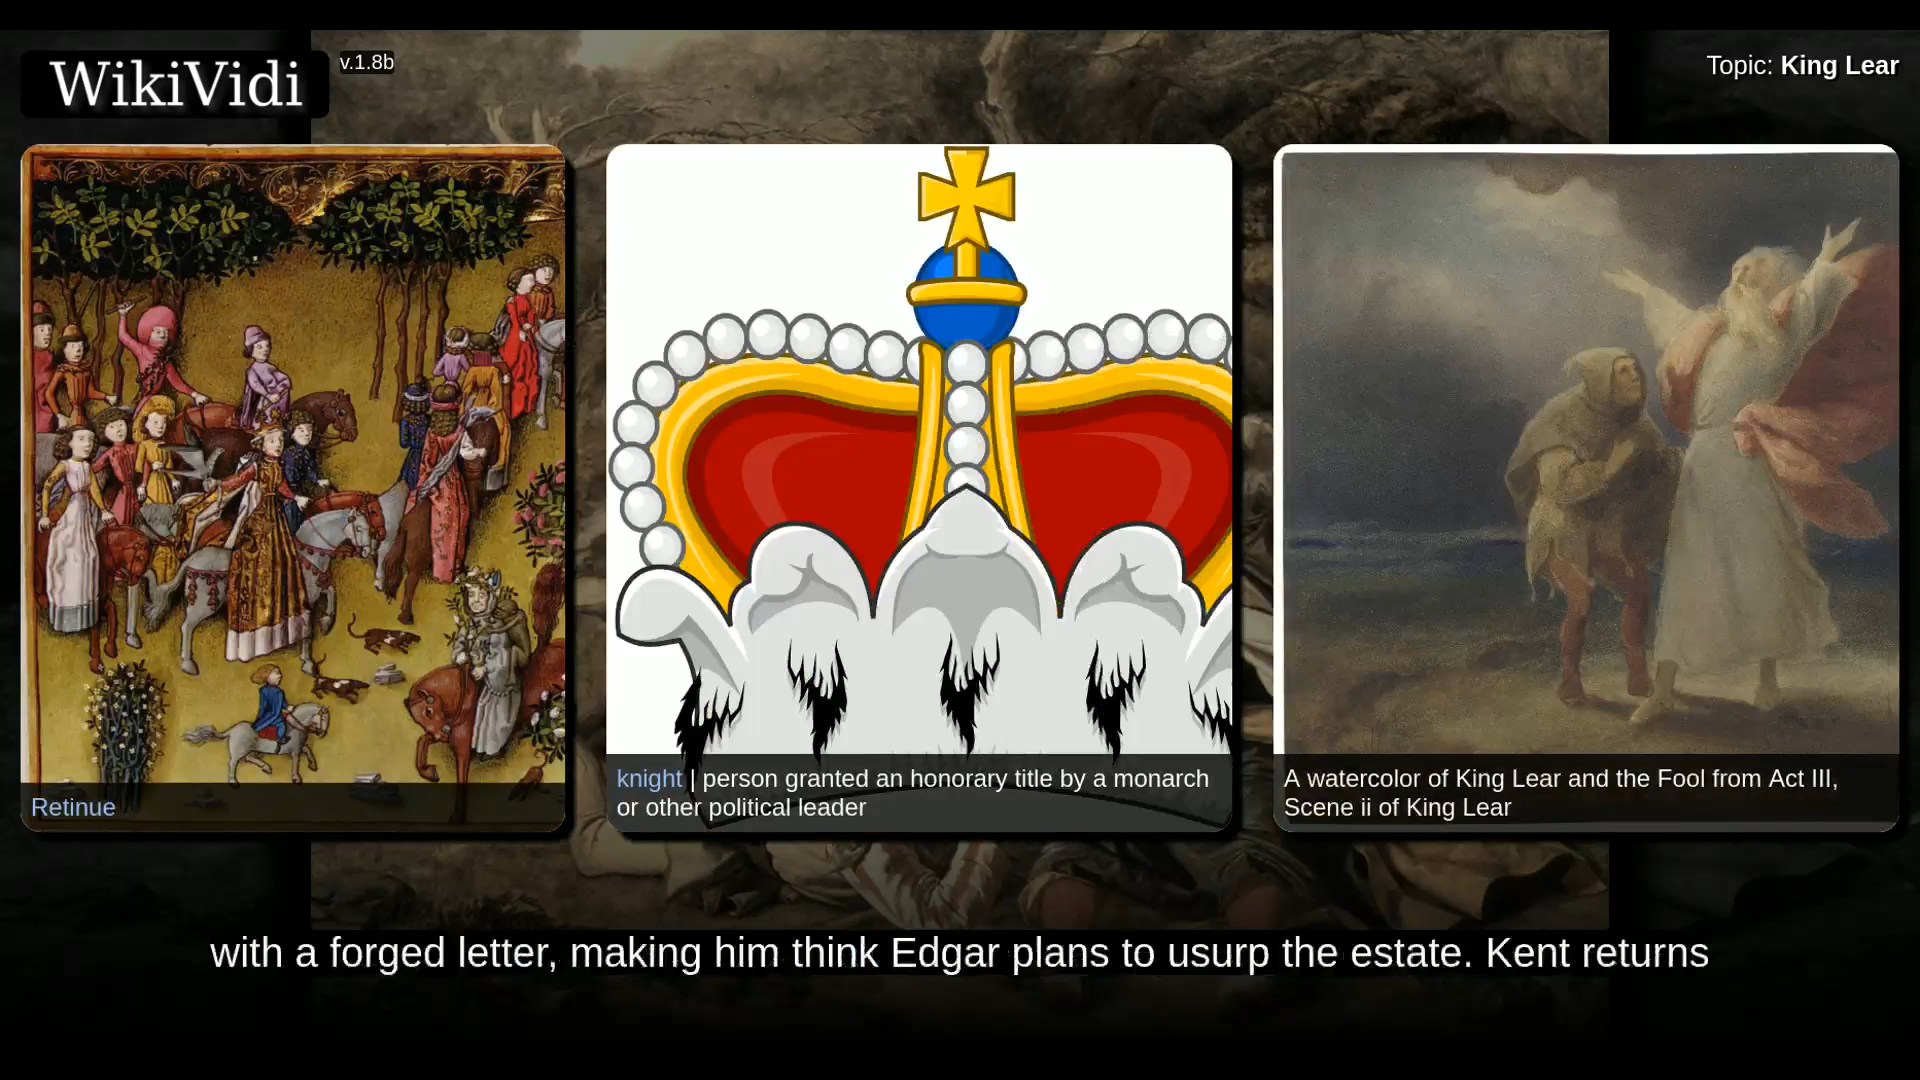 WikiVidi
v.1.8b
Topic: King Lear
Retinue
knight | person granted an honorary title by a monarch
or other political leader
A watercolor of King Lear and the Fool from Act III,
Scene ii of King Lear
with a forged letter, making him think Edgar plans to usurp the estate. Kent returns